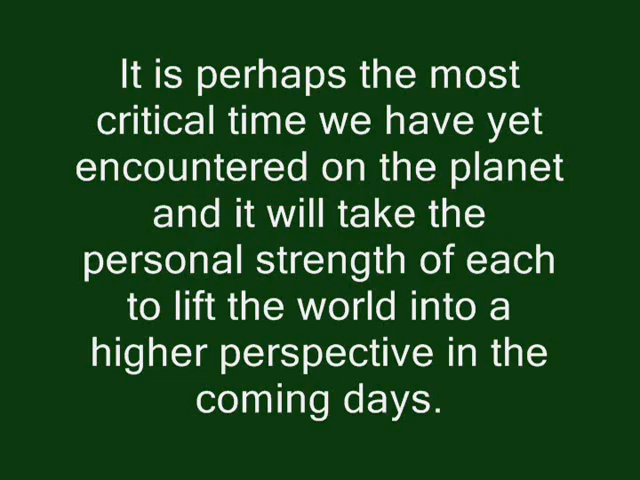 It is perhaps the most
critical time we have yet
encountered on the planet
and it will take the
personal strength of each
to lift the world into a
higher perspective in the
coming days.